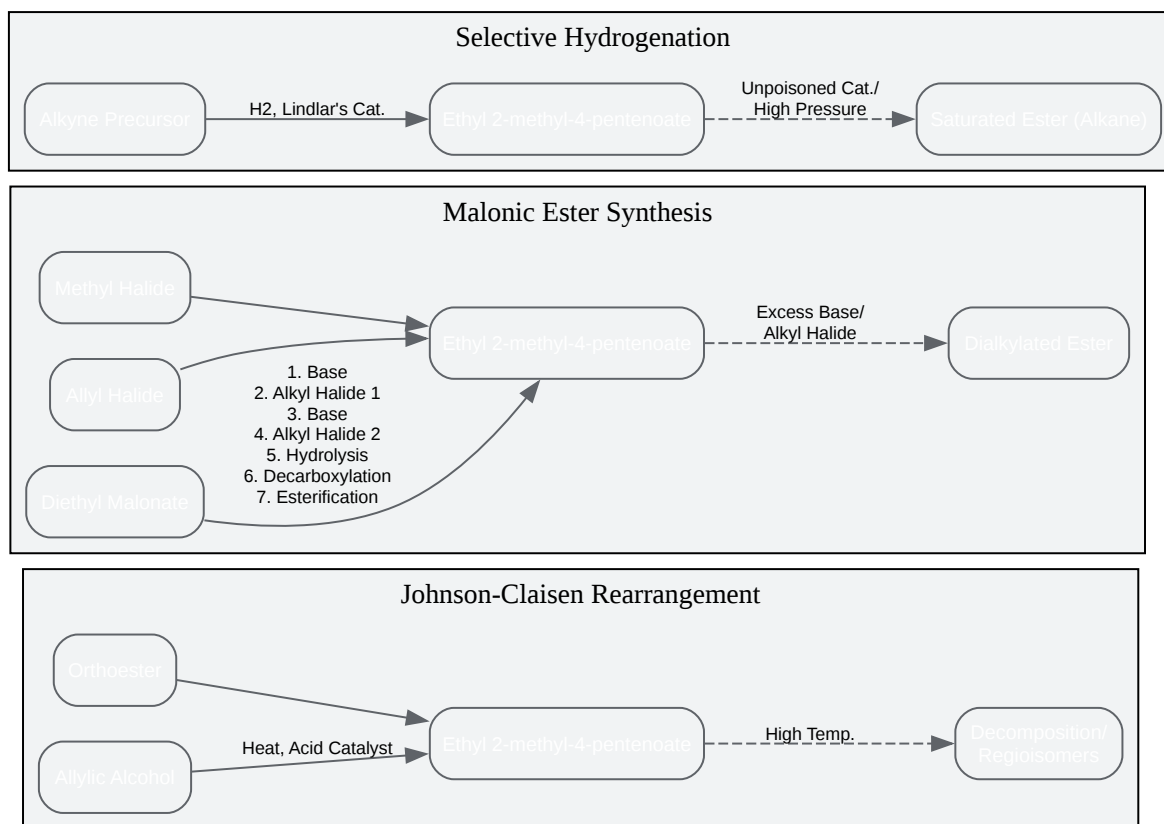 Selective Hydrogenation
Alkyne Precursor
H2, Lindlar's Cat.
Ethyl 2-methyl-4-pentenoate
Unpoisoned Cat./
High Pressure
Saturated Ester (Alkane)
Malonic Ester Synthesis
Methyl Halide
Allyl Halide
Diethyl Malonate
1. Base
2. Alkyl Halide 1
3. Base
4. Alkyl Halide 2
5. Hydrolysis
6. Decarboxylation
7. Esterification
Ethyl 2-methyl-4-pentenoate
Excess Base/
Alkyl Halide
Dialkylated Ester
Johnson-Claisen Rearrangement
Orthoester
Allylic Alcohol
Heat, Acid Catalyst
Ethyl 2-methyl-4-pentenoate
High Temp.
Decomposition/
Regioisomers